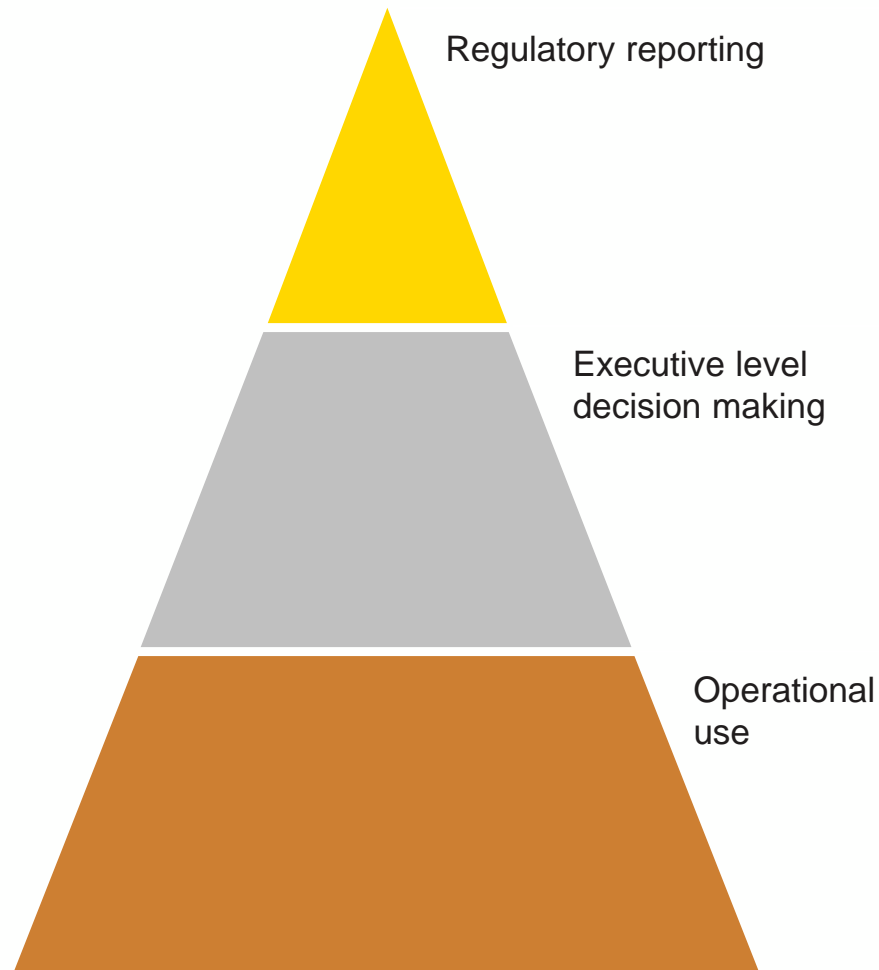 Regulatory reporting
Executive level
decision making
Operational
use